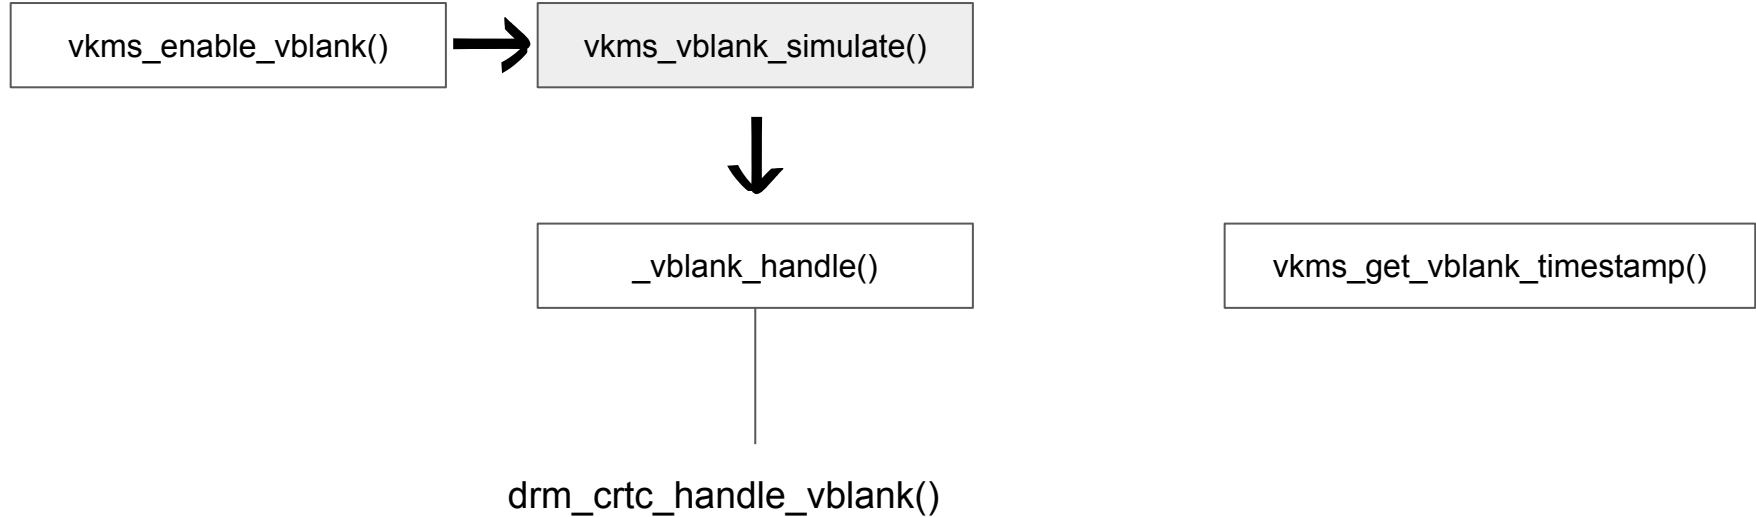 vkms_enable_vblank()
vkms_vblank_simulate()
_vblank_handle()
vkms_get_vblank_timestamp()
drm_crtc_handle_vblank()